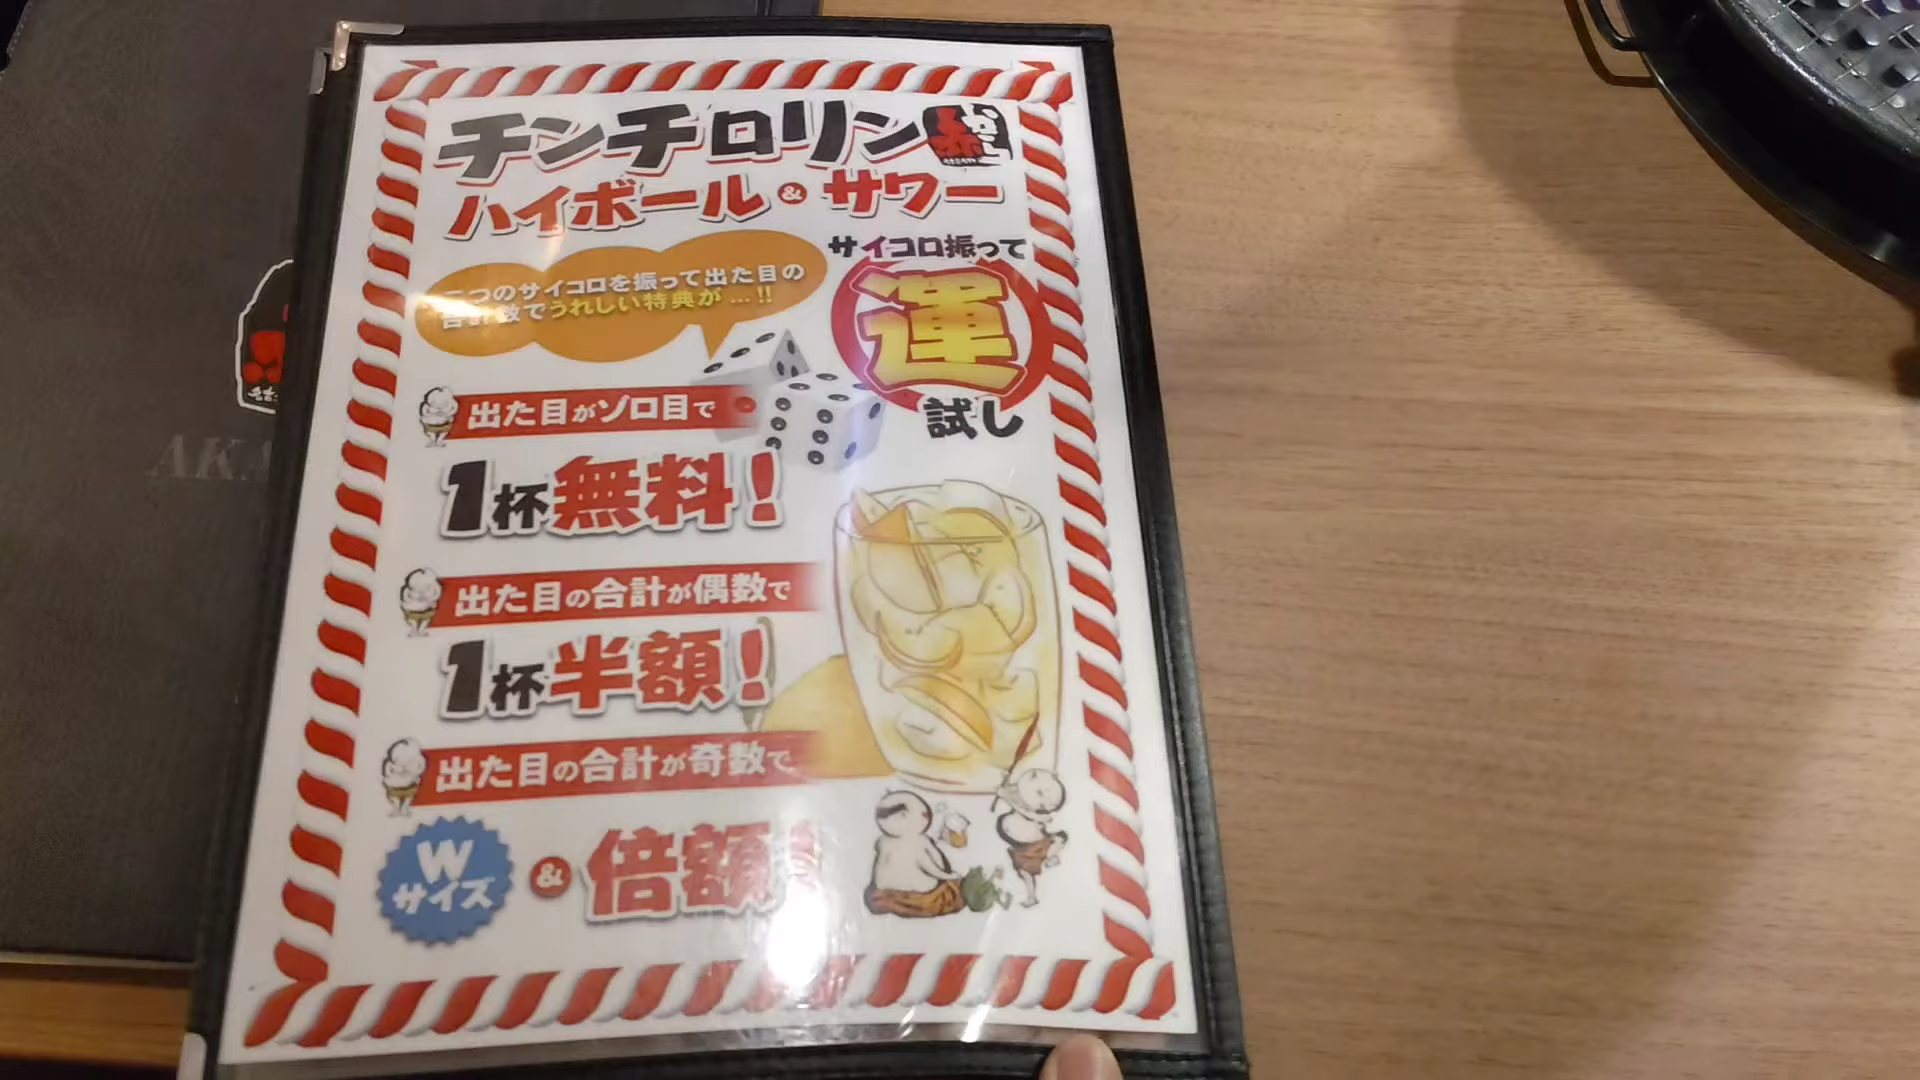 チンチロリン
ハイボール&サワー
二つのサイコロを振って出た目の
合計数でうれしい特典が…!!
サイコロ振って
運
試し
出た目がゾロ目で
1杯無料!
出た目の合計が偶数で
1杯半額!
出た目の合計が奇数で
Wサイズ&倍額!
AKA